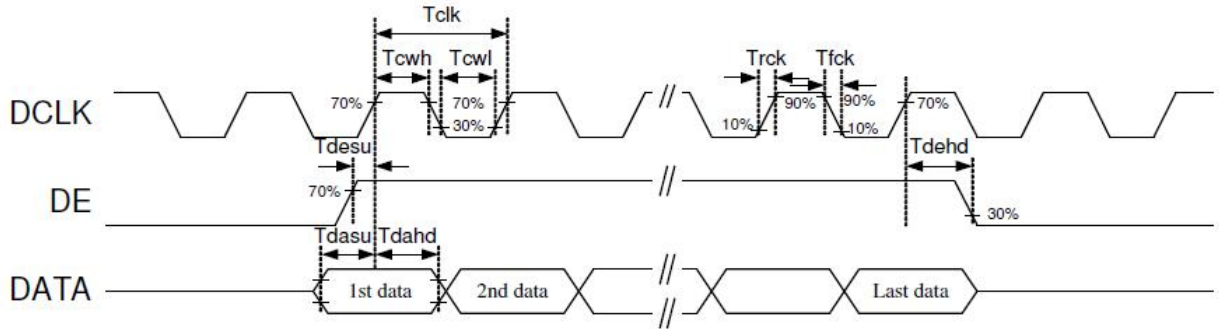 Tclk
Tcwh Tcwl Trck Tfck
DCLK 70% 70% 30% 90% 10% 90% 10% 70%
Tdesu Tdehd
DE 70% 30%
Tdasu Tdahd
DATA 1st data 2nd data Last data
//
//
//
//